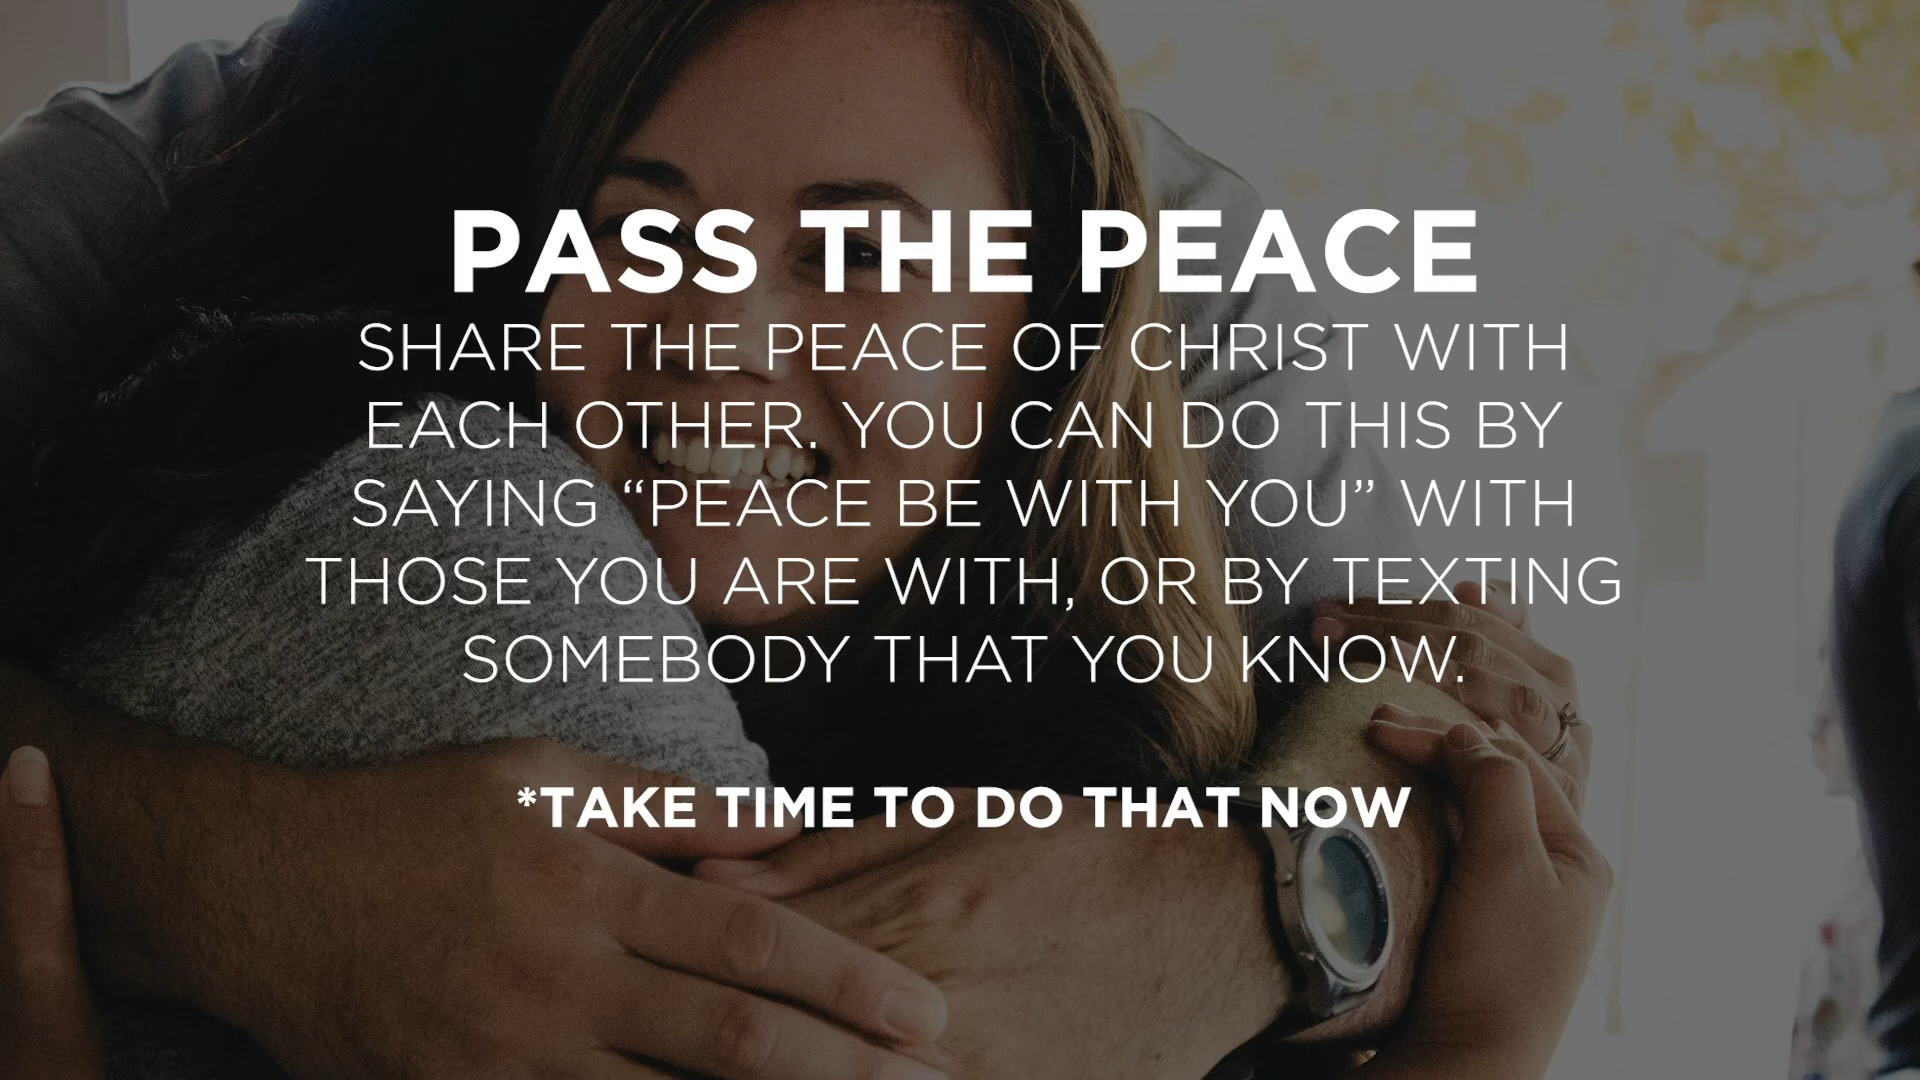 PASS THE PEACE
SHARE THE PEACE OF CHRIST WITH
EACH OTHER. YOU CAN DO THIS BY
SAYING “PEACE BE WITH YOU” WITH
THOSE YOU ARE WITH, OR BY TEXTING
SOMEBODY THAT YOU KNOW.
*TAKE TIME TO DO THAT NOW